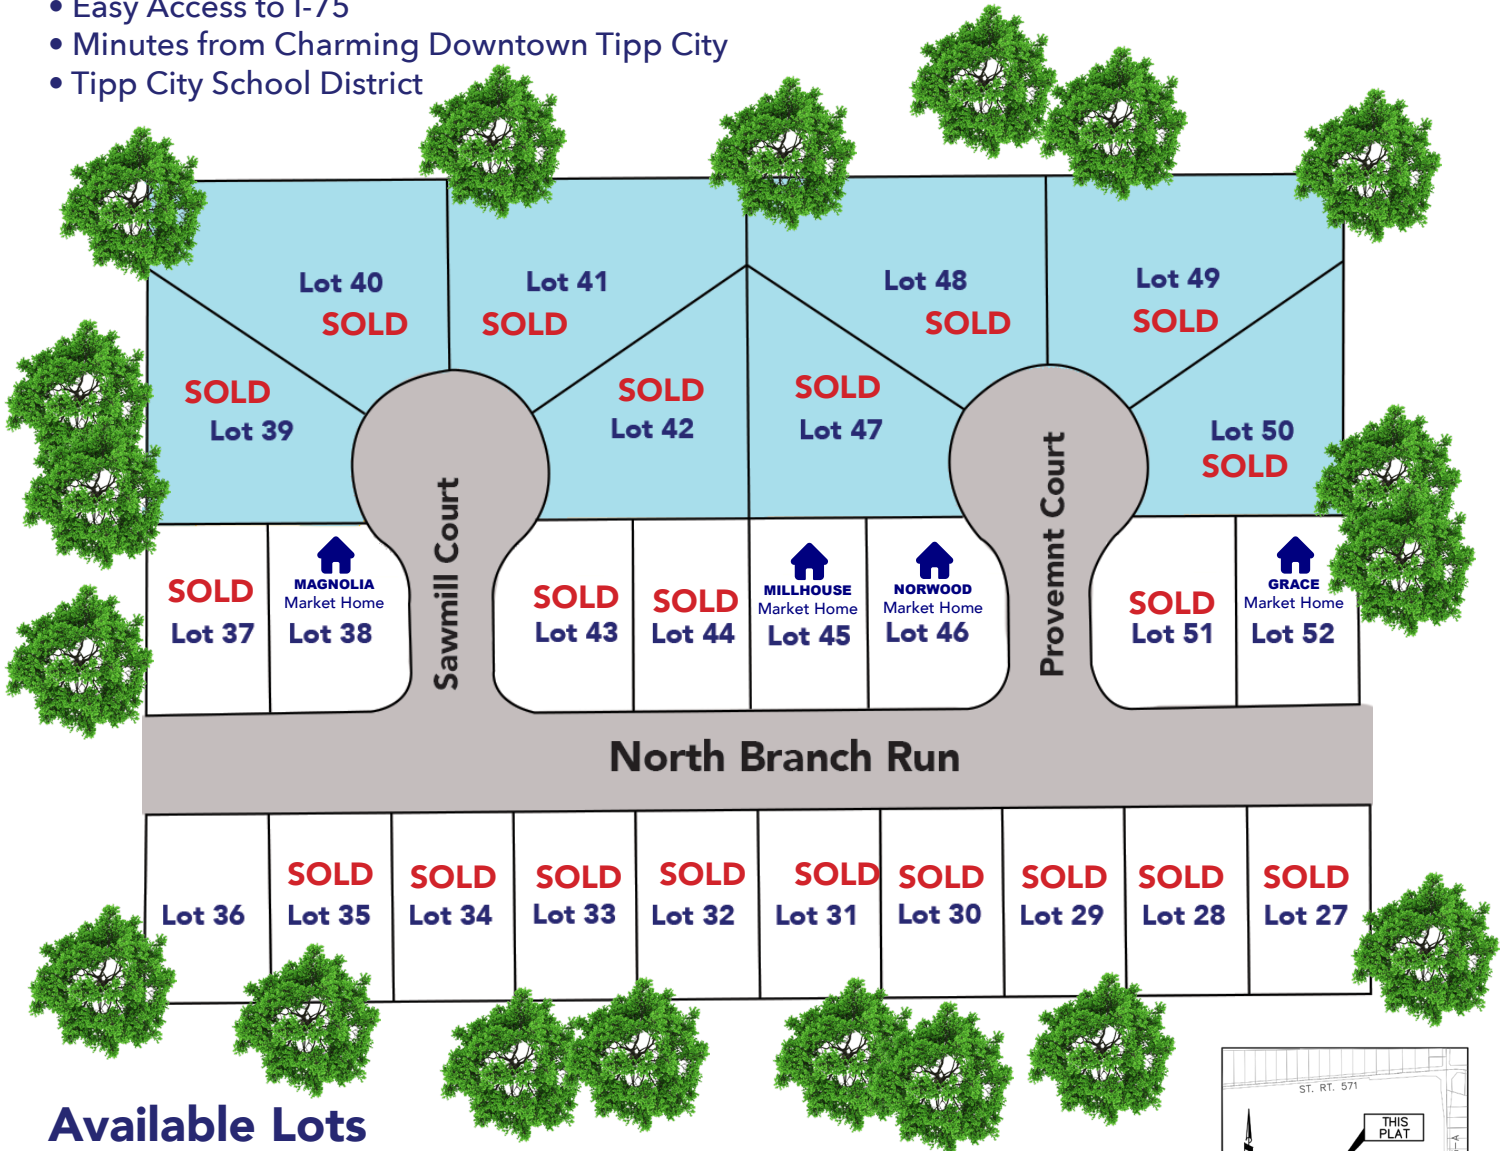 • Easy Access to I-75
• Minutes from Charming Downtown Tipp City
• Tipp City School District
Lot 40
SOLD
Lot 41
SOLD
Lot 48
SOLD
Lot 49
SOLD
SOLD
Lot 39
SOLD
Lot 42
SOLD
Lot 47
Lot 50
SOLD
Sawmill Court
Provemnt Court
SOLD
Lot 37
MAGNOLIA
Market Home
Lot 38
SOLD
Lot 43
SOLD
Lot 44
MILLHOUSE
Market Home
Lot 45
NORWOOD
Market Home
Lot 46
SOLD
Lot 51
GRACE
Market Home
Lot 52
North Branch Run
Lot 36
SOLD
Lot 35
SOLD
Lot 34
SOLD
Lot 33
SOLD
Lot 32
SOLD
Lot 31
SOLD
Lot 30
SOLD
Lot 29
SOLD
Lot 28
SOLD
Lot 27
Available Lots
ST. RT. 571
THIS
PLAT